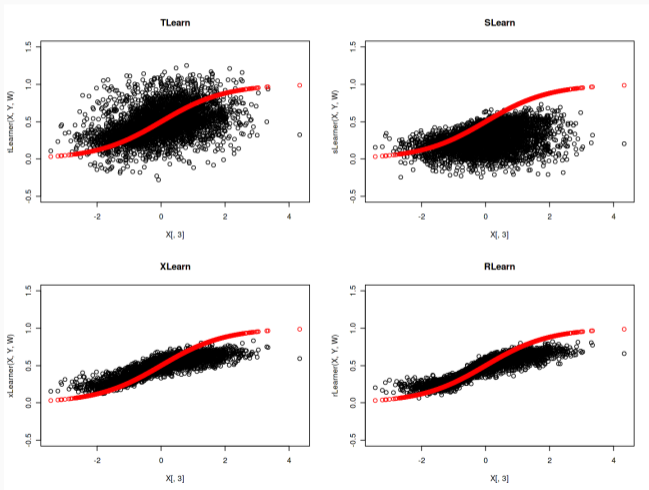 TLearn
tLearner(X, Y, W)
-0.5 0.0 0.5 1.0 1.5
-2 0 2 4
X[, 3]
SLearn
sLearner(X, Y, W)
-0.5 0.0 0.5 1.0 1.5
-2 0 2 4
X[, 3]
XLearn
xLearner(X, Y, W)
-0.5 0.0 0.5 1.0 1.5
-2 0 2 4
X[, 3]
RLearn
rLearner(X, Y, W)
-0.5 0.0 0.5 1.0 1.5
-2 0 2 4
X[, 3]